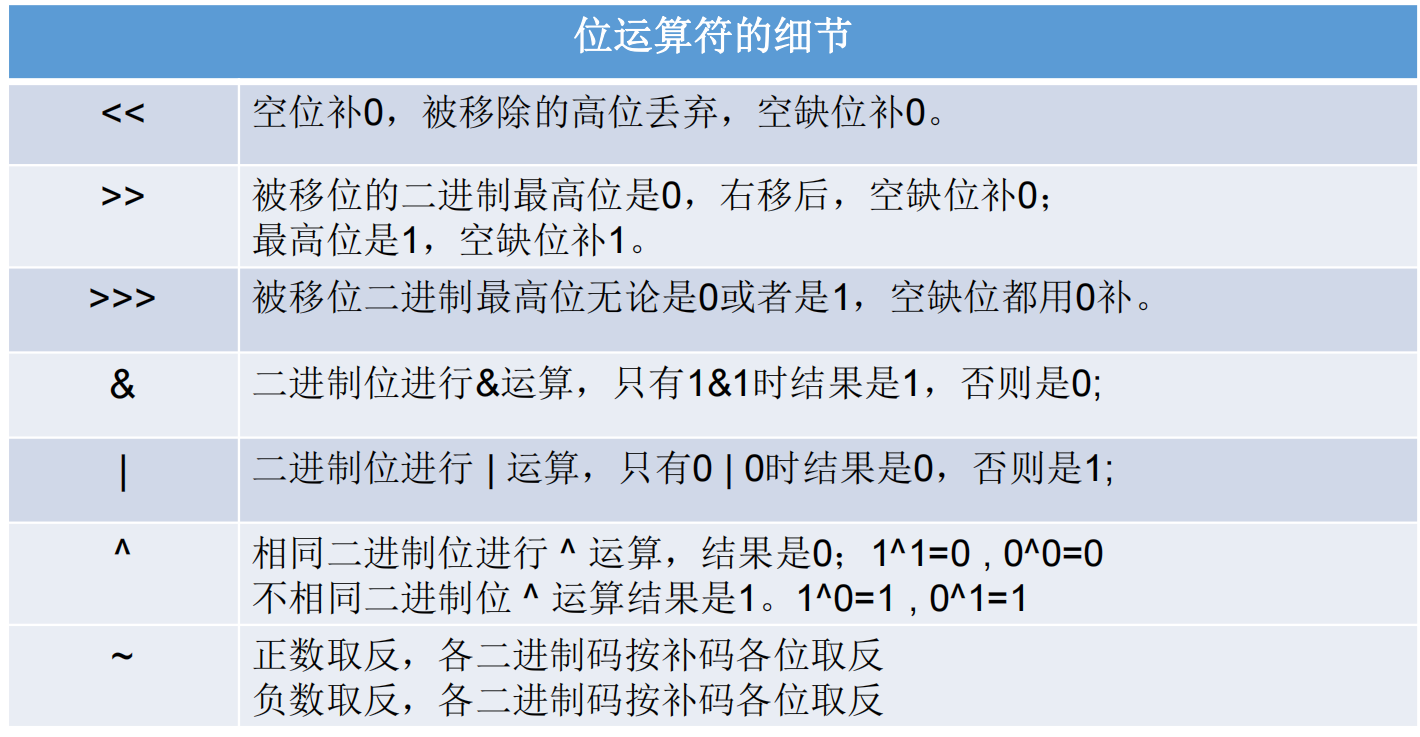 位运算符的细节
<< 空位补0，被移除的高位丢弃，空缺位补0。
>> 被移位的二进制最高位是0，右移后，空缺位补0；
最高位是1，空缺位补1。
>>> 被移位二进制最高位无论是0或者是1，空缺位都用0补。
& 二进制位进行&运算，只有1&1时结果是1，否则是0;
| 二进制位进行 | 运算，只有0 | 0时结果是0，否则是1;
^ 相同二进制位进行 ^ 运算，结果是0；1^1=0 , 0^0=0
不相同二进制位 ^ 运算结果是1。1^0=1 , 0^1=1
~ 正数取反，各二进制码按补码各位取反
负数取反，各二进制码按补码各位取反